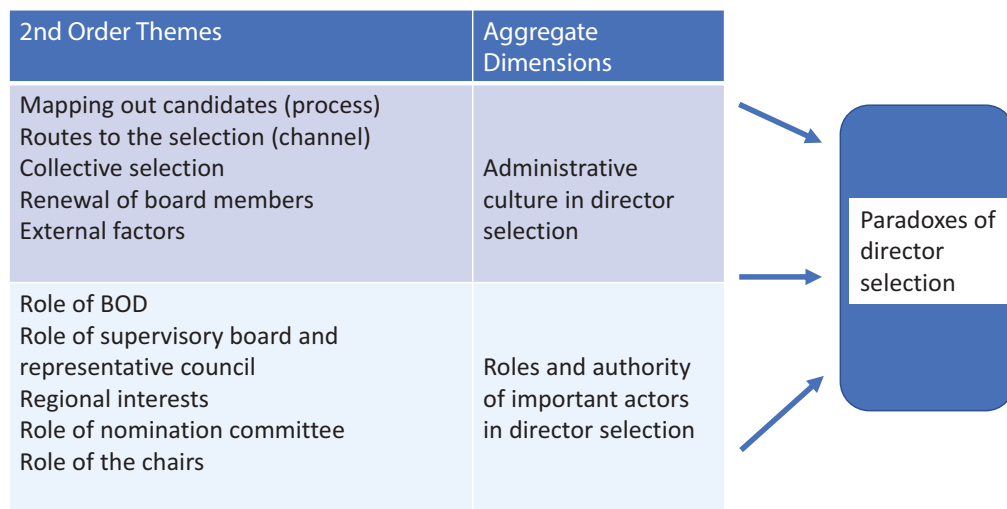 2nd Order Themes
Aggregate
Dimensions
Mapping out candidates (process)
Routes to the selection (channel)
Collective selection
Renewal of board members
External factors
Administrative
culture in director
selection
Role of BOD
Role of supervisory board and
representative council
Regional interests
Role of nomination committee
Role of the chairs
Roles and authority
of important actors
in director selection
Paradoxes of
director
selection